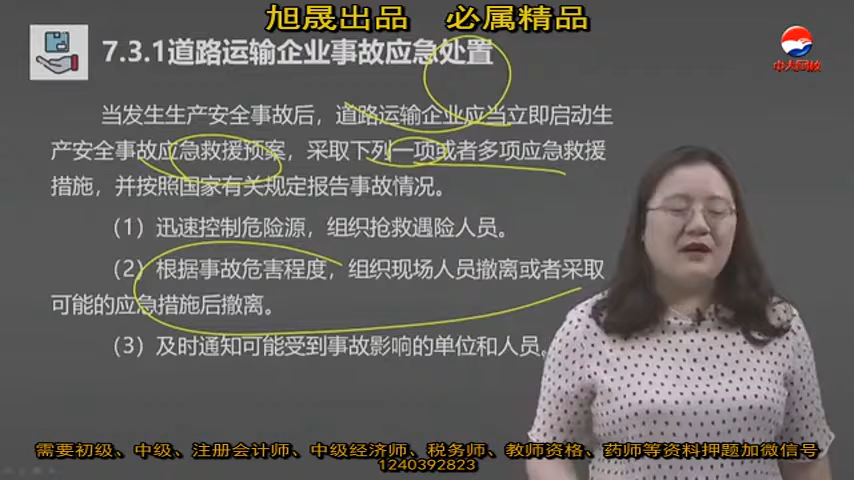 旭晟出品 必属精品
7.3.1道路运输企业事故应急处置
中大网校
当发生生产安全事故后，道路运输企业应当立即启动生
产安全事故应急救援预案，采取下列一项或者多项应急救援
措施，并按照国家有关规定报告事故情况。
（1）迅速控制危险源，组织抢救遇险人员。
（2）根据事故危害程度，组织现场人员撤离或者采取
可能的应急措施后撤离。
（3）及时通知可能受到事故影响的单位和人员。
需要初级、中级、注册会计师、中级经济师、税务师、教师资格、药师等资料押题加微信号
1240392823